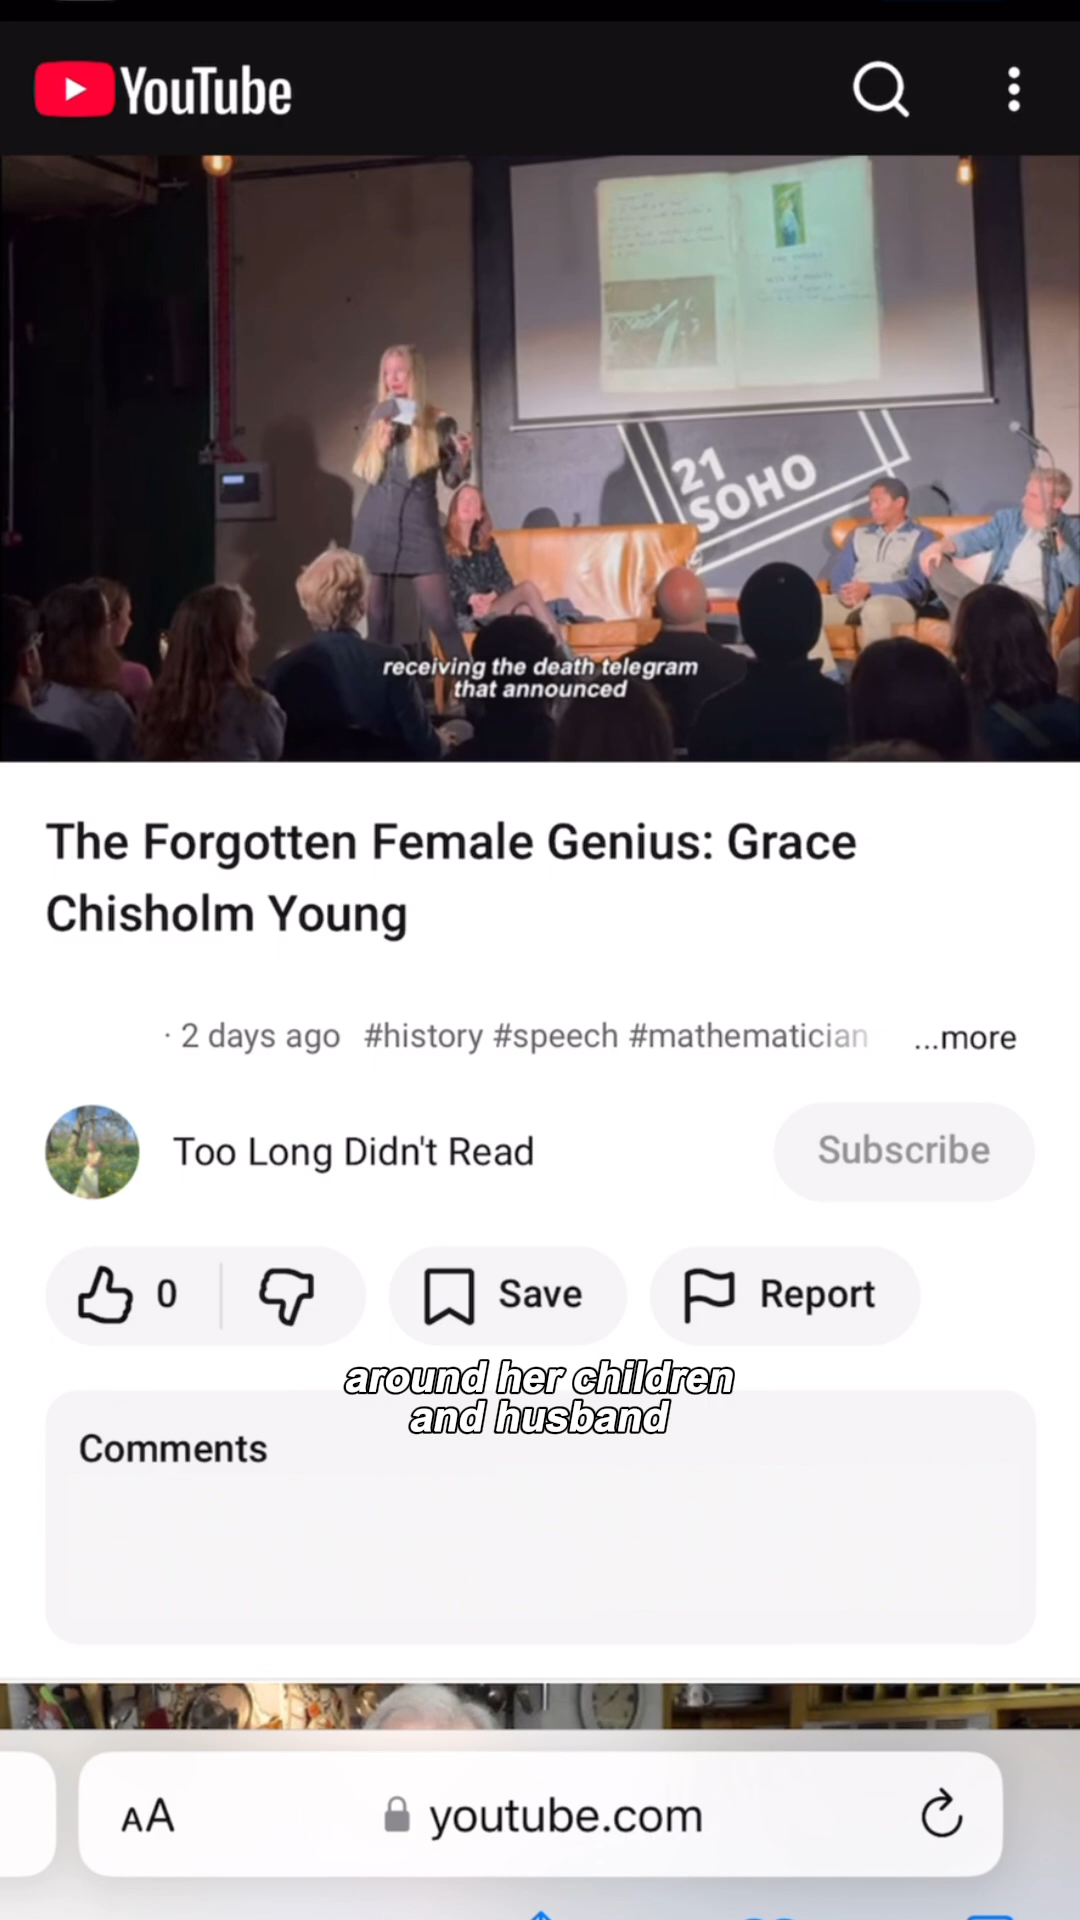 YouTube
21
SOHO
receiving the death telegram
that announced
The Forgotten Female Genius: Grace
Chisholm Young
· 2 days ago #history #speech #mathematician ...more
Too Long Didn't Read
Subscribe
0
Save
Report
around her children
and husband
Comments
AA
youtube.com